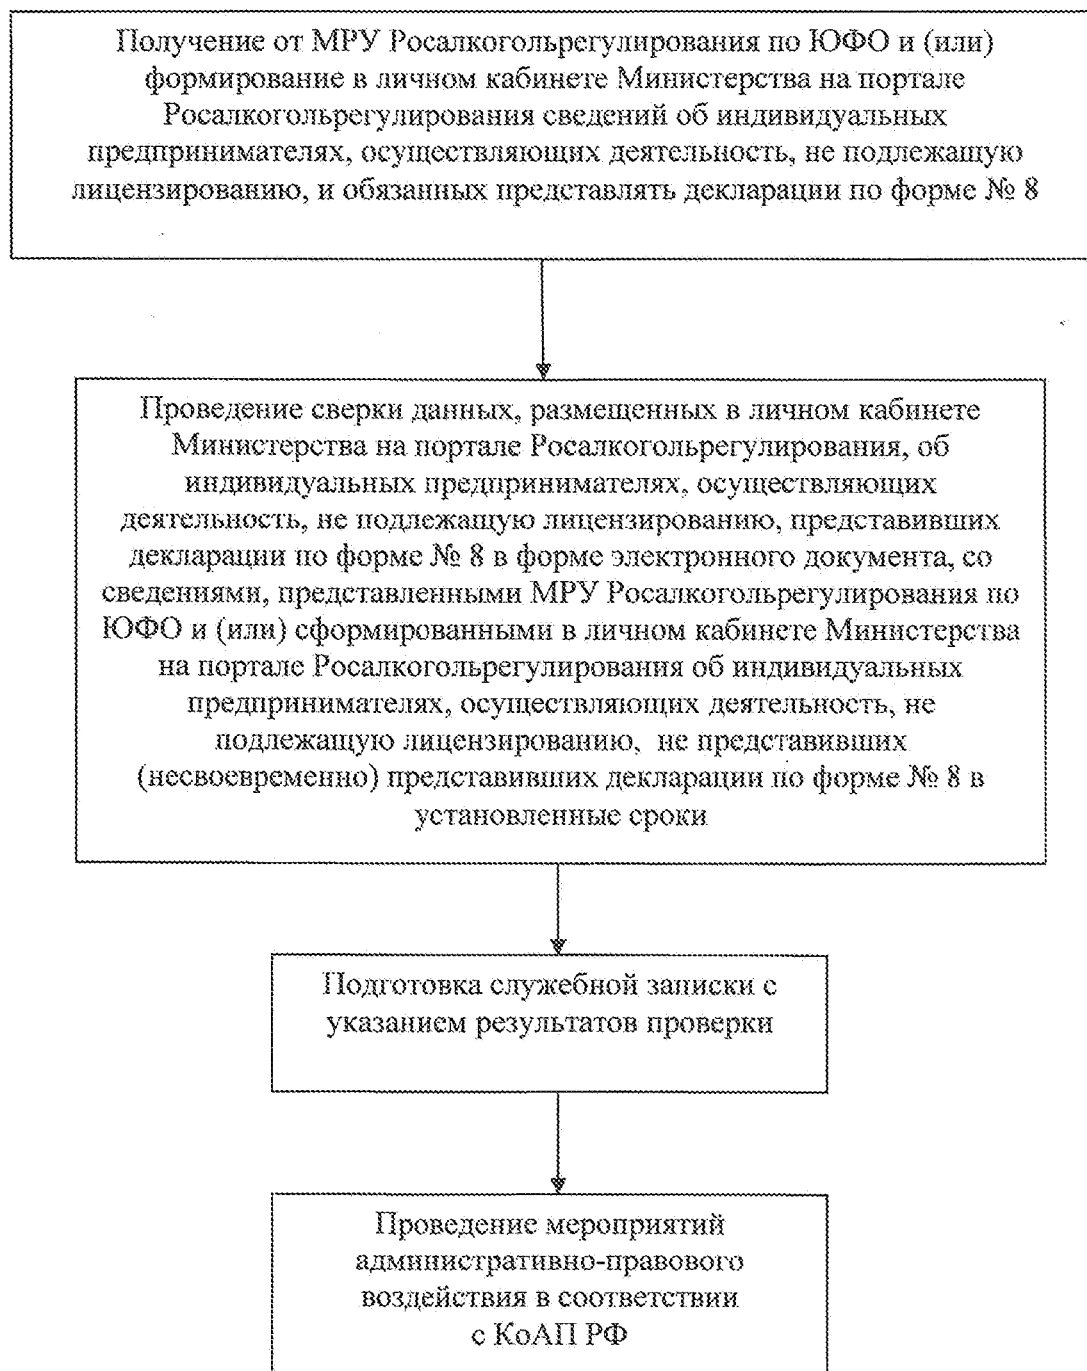 Получение от МРУ Росалкогольрегулирования по ЮФО и (или)
формирование в личном кабинете Министерства на портале
Росалкогольрегулирования сведений об индивидуальных
предпринимателях, осуществляющих деятельность, не подлежащую
лицензированию, и обязанных представлять декларации по форме № 8
Проведение сверки данных, размещенных в личном кабинете
Министерства на портале Росалкогольрегулирования, об
индивидуальных предпринимателях, осуществляющих
деятельность, не подлежащую лицензированию, представивших
декларации по форме № 8 в форме электронного документа, со
сведениями, представленными МРУ Росалкогольрегулирования по
ЮФО и (или) сформированными в личном кабинете Министерства
на портале Росалкогольрегулирования об индивидуальных
предпринимателях, осуществляющих деятельность, не
подлежащую лицензированию, не представивших
(несвоевременно) представивших декларации по форме № 8 в
установленные сроки
Подготовка служебной записки с
указанием результатов проверки
Проведение мероприятий
административно-правового
воздействия в соответствии
с КоАП РФ